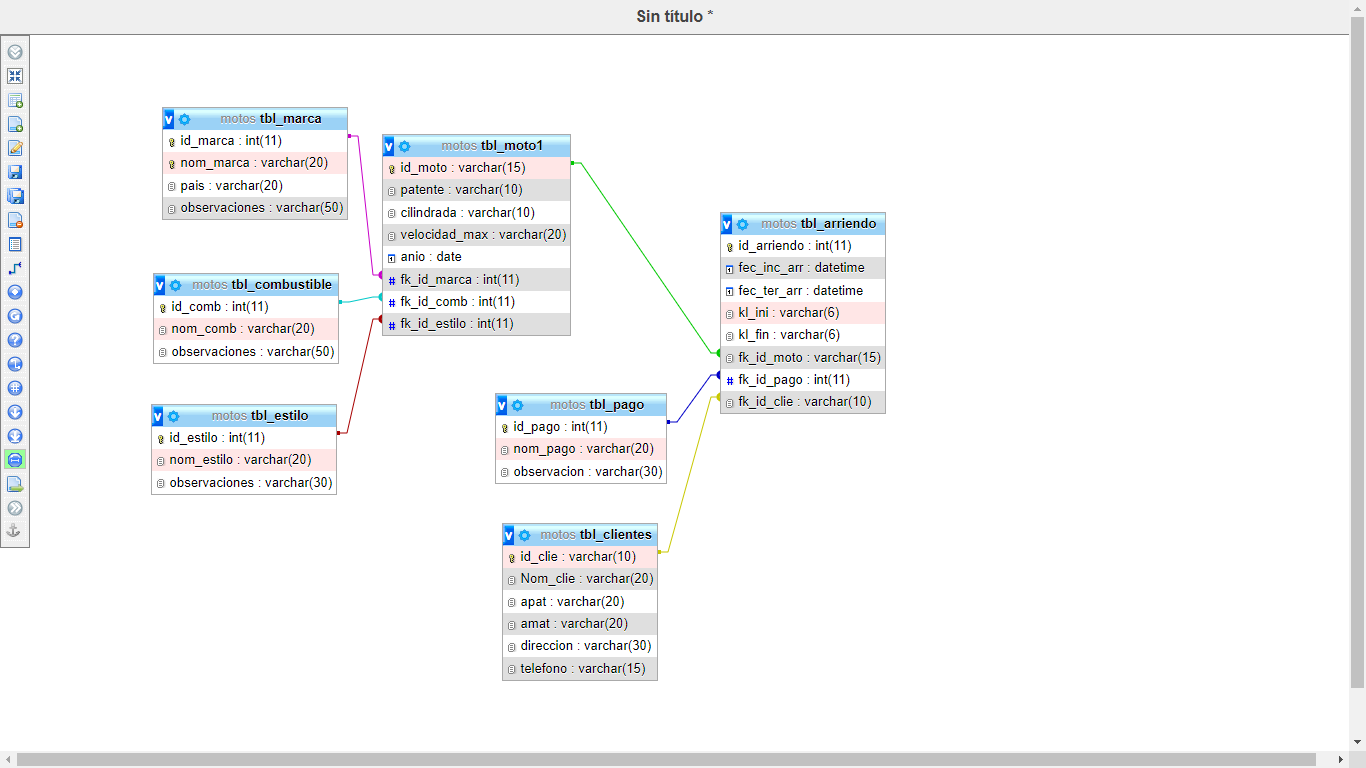 Sin título *
motos tbl_marca
id_marca : int(11)
nom_marca : varchar(20)
pais : varchar(20)
observaciones : varchar(50)
motos tbl_combustible
id_comb : int(11)
nom_comb : varchar(20)
observaciones : varchar(50)
motos tbl_estilo
id_estilo : int(11)
nom_estilo : varchar(20)
observaciones : varchar(30)
motos tbl_moto1
id_moto : varchar(15)
patente : varchar(10)
cilindrada : varchar(10)
velocidad_max : varchar(20)
anio : date
# fk_id_marca : int(11)
# fk_id_comb : int(11)
# fk_id_estilo : int(11)
motos tbl_pago
id_pago : int(11)
nom_pago : varchar(20)
observacion : varchar(30)
motos tbl_clientes
id_clie : varchar(10)
Nom_clie : varchar(20)
apat : varchar(20)
amat : varchar(20)
direccion : varchar(30)
telefono : varchar(15)
motos tbl_arriendo
id_arriendo : int(11)
fec_inc_arr : datetime
fec_ter_arr : datetime
kl_ini : varchar(6)
kl_fin : varchar(6)
fk_id_moto : varchar(15)
# fk_id_pago : int(11)
fk_id_clie : varchar(10)